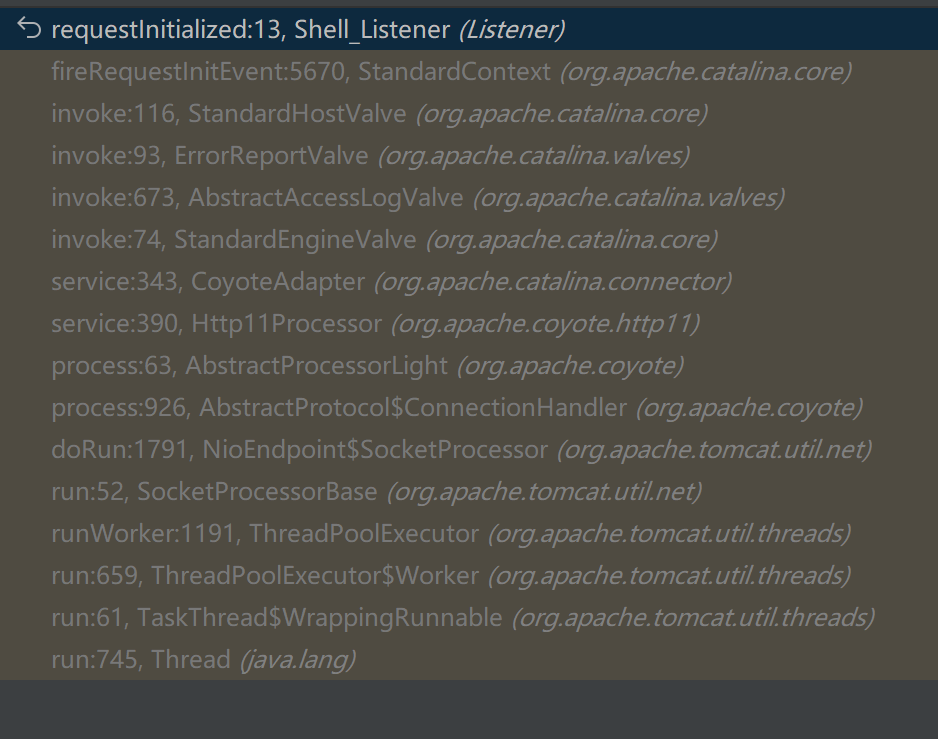 requestInitialized:13, Shell_Listener (Listener)
fireRequestInitEvent:5670, StandardContext (org.apache.catalina.core)
invoke:116, StandardHostValve (org.apache.catalina.core)
invoke:93, ErrorReportValve (org.apache.catalina.valves)
invoke:673, AbstractAccessLogValve (org.apache.catalina.valves)
invoke:74, StandardEngineValve (org.apache.catalina.core)
service:343, CoyoteAdapter (org.apache.catalina.connector)
service:390, Http11Processor (org.apache.coyote.http11)
process:63, AbstractProcessorLight (org.apache.coyote)
process:926, AbstractProtocol$ConnectionHandler (org.apache.coyote)
doRun:1791, NioEndpoint$SocketProcessor (org.apache.tomcat.util.net)
run:52, SocketProcessorBase (org.apache.tomcat.util.net)
runWorker:1191, ThreadPoolExecutor (org.apache.tomcat.util.threads)
run:659, ThreadPoolExecutor$Worker (org.apache.tomcat.util.threads)
run:61, TaskThread$WrappingRunnable (org.apache.tomcat.util.threads)
run:745, Thread (java.lang)